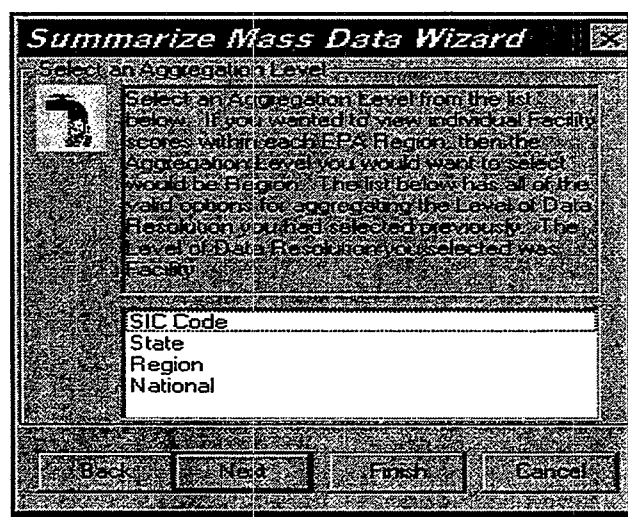 Summarize Mass Data Wizard
Select an Aggregation Level
Select an Aggregation Level from the list
below. If you wanted to view individual Facility
scores within each EPA Region, then the
Aggregation Level you would want to select
would be Region. The list below has all of the
valid options for aggregating the Level of Data
Resolution you had selected previously. The
Level of Data Resolution you selected was
Facility
SIC Code
State
Region
National
Back Next Finish Cancel